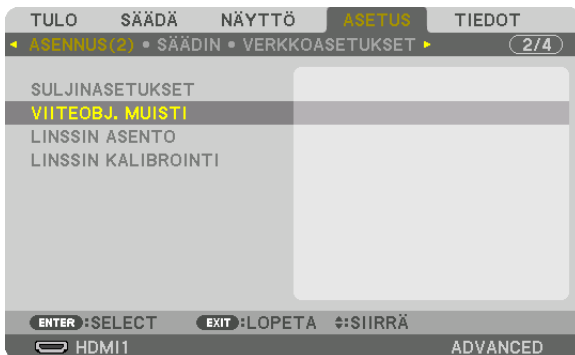 TULO SÄÄDÄ NÄYTTÖ ASETUS TIEDOT
ASENNUS(2) • SÄÄDIN • VERKKOASETUKSET 2/4
SULJINASETUKSET
VIITEOBJ. MUISTI
LINSSIN ASENTO
LINSSIN KALIBROINTI
ENTER :SELECT EXIT :LOPETA :SIIRRÄ
HDMI1 ADVANCED